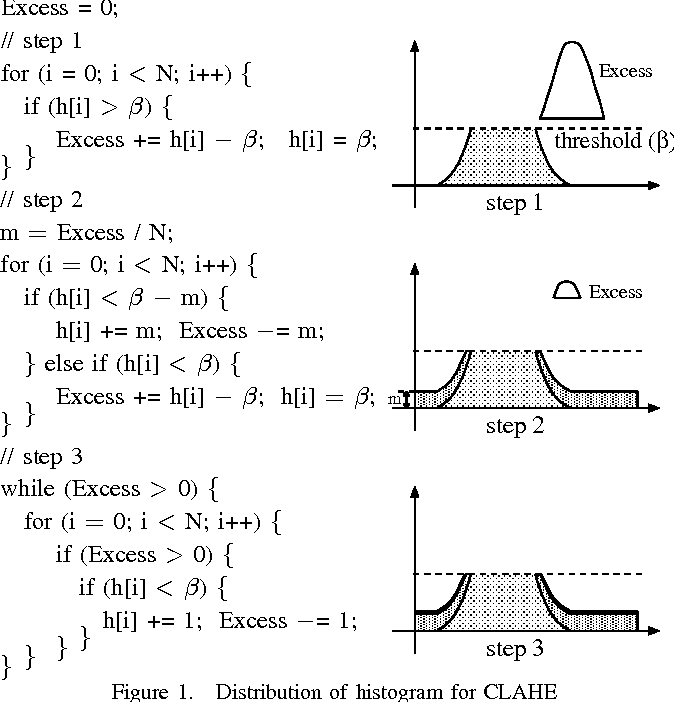 Excess = 0;
// step 1
for (i = 0; i < N; i++) {
if (h[i] > β) {
Excess += h[i] − β;   h[i] = β;
}
}
// step 2
m = Excess / N;
for (i = 0; i < N; i++) {
if (h[i] < β − m) {
h[i] += m;  Excess −= m;
} else if (h[i] < β) {
Excess += h[i] − β;  h[i] = β;
}
}
// step 3
while (Excess > 0) {
for (i = 0; i < N; i++) {
if (Excess > 0) {
if (h[i] < β) {
h[i] += 1;  Excess −= 1;
}
}
}
}
Excess
threshold (β)
step 1
Excess
m
step 2
step 3
Figure 1.   Distribution of histogram for CLAHE